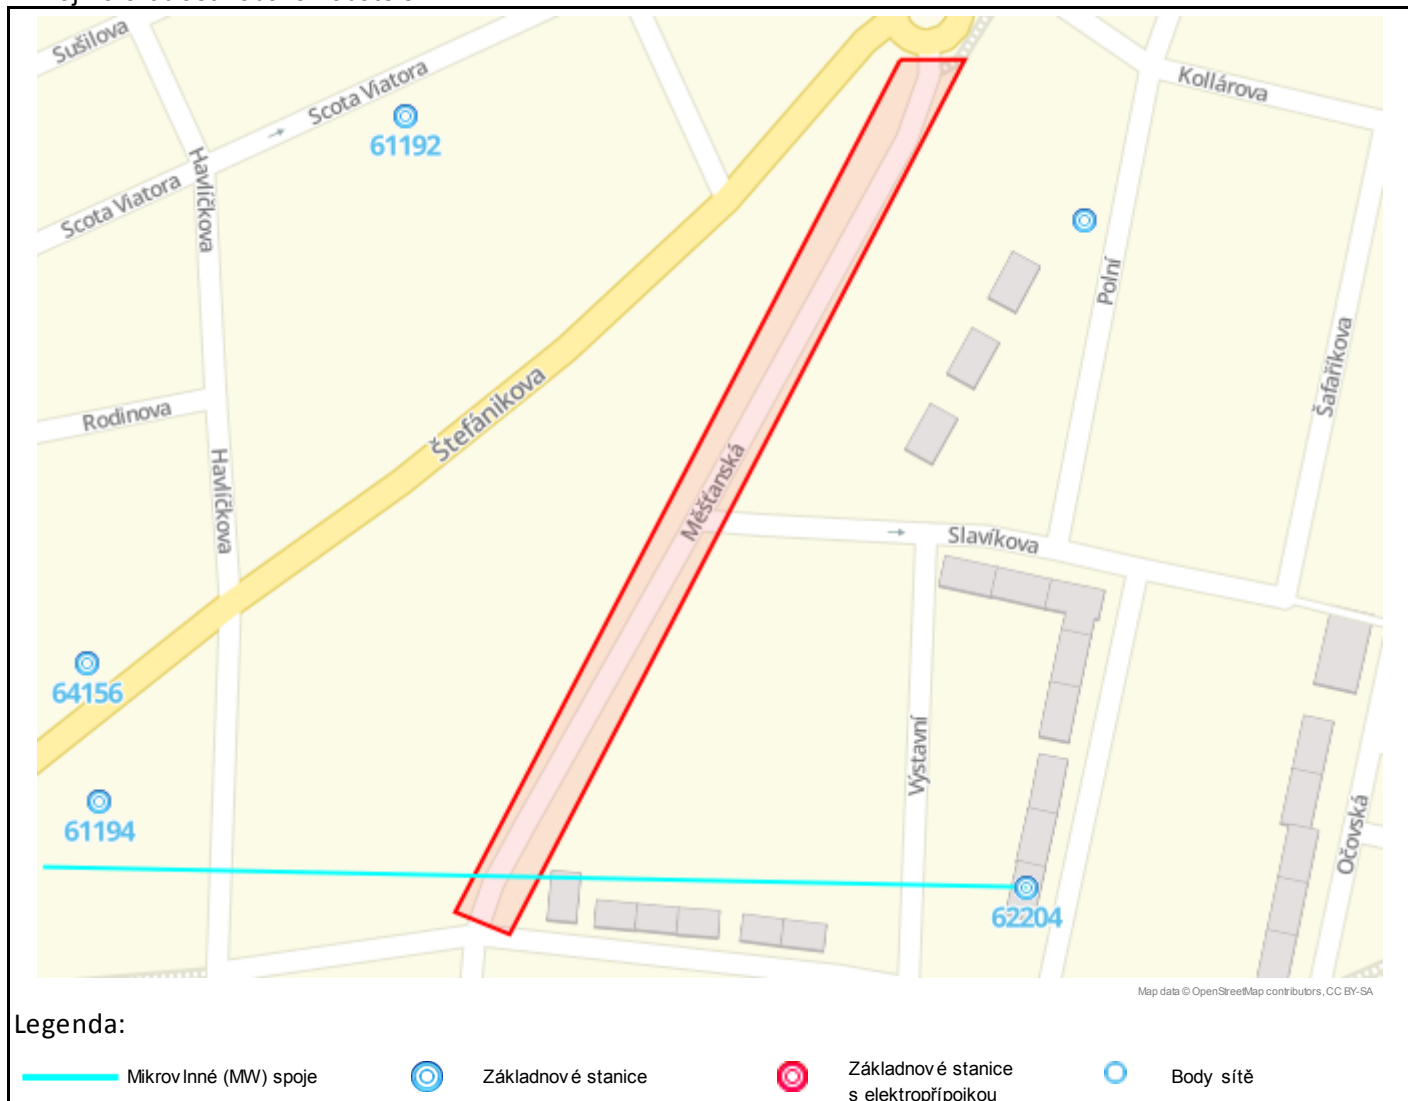 Sušilova
Scota Viatora
61192
Kollárova
Havlíčkova
Scota Viatora
Polní
Šafaříkova
Rodinova
Štefánikova
Měšťanská
Havlíčkova
Slavíkova
64156
Výstavní
61194
Očovská
62204
Map data © OpenStreetMap contributors, CC BY-SA
Legenda:
Mikrovlnné (MW) spoje
Základnové stanice
Základnové stanice
s elektropřípojkou
Body sítě